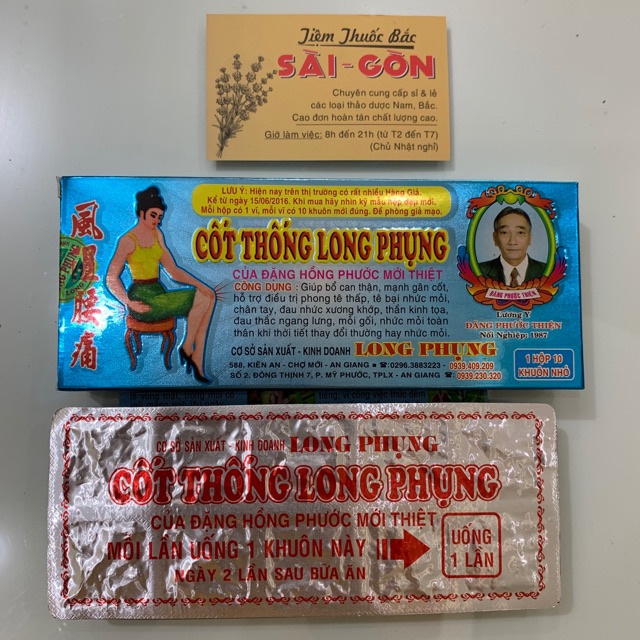 Tiệm Thuốc Bắc
SÀI-GÒN
Chuyên cung cấp sỉ & lẻ
các loại thảo dược Nam, Bắc.
Cao đơn hoàn tân chất lượng cao.
Giờ làm việc: 8h đến 21h (từ T2 đến T7)
(Chủ Nhật nghỉ)
LƯU Ý: Hiện nay trên thị trường có rất nhiều Hàng Giả.
Kể từ ngày 15/06/2016. Khi mua hãy nhìn kỹ mẫu hộp đẹp mới.
Mỗi hộp có 1 vỉ, mỗi vỉ có 10 khuôn mới đúng. Đề phòng giả mạo.
風濕腰痛
CỐT THỐNG LONG PHỤNG
CỦA ĐẶNG HỒNG PHƯỚC MỚI THIỆT
CÔNG DỤNG : Giúp bổ can thận, mạnh gân cốt,
hỗ trợ điều trị phong tê thấp, tê bại nhức mỏi,
chân tay, đau nhức xương khớp, thần kinh tọa,
đau thắc ngang lưng, mỏi gối, nhức mỏi toàn
thân khi thời tiết thay đổi thường hay nhức mỏi.
CƠ SỞ SẢN XUẤT - KINH DOANH LONG PHỤNG
588, KIẾN AN - CHỢ MỚI - AN GIANG ☎:0296.3883223 - 0939.409.209
SỐ 2, ĐÔNG THỊNH 7, P. MỸ PHƯỚC, TPLX - AN GIANG ☎: 0939.230.320
ĐẶNG PHƯỚC THIỆN
Lương Y
ĐẶNG PHƯỚC THIỆN
Nối Nghiệp: 1987
1 HỘP 10
KHUÔN NHỎ
CƠ SỞ SẢN XUẤT - KINH DOANH LONG PHỤNG
CỐT THỐNG LONG PHỤNG
CỦA ĐẶNG HỒNG PHƯỚC MỚI THIỆT
MỖI LẦN UỐNG 1 KHUÔN NÀY
NGÀY 2 LẦN SAU BỮA ĂN
UỐNG
1 LẦN